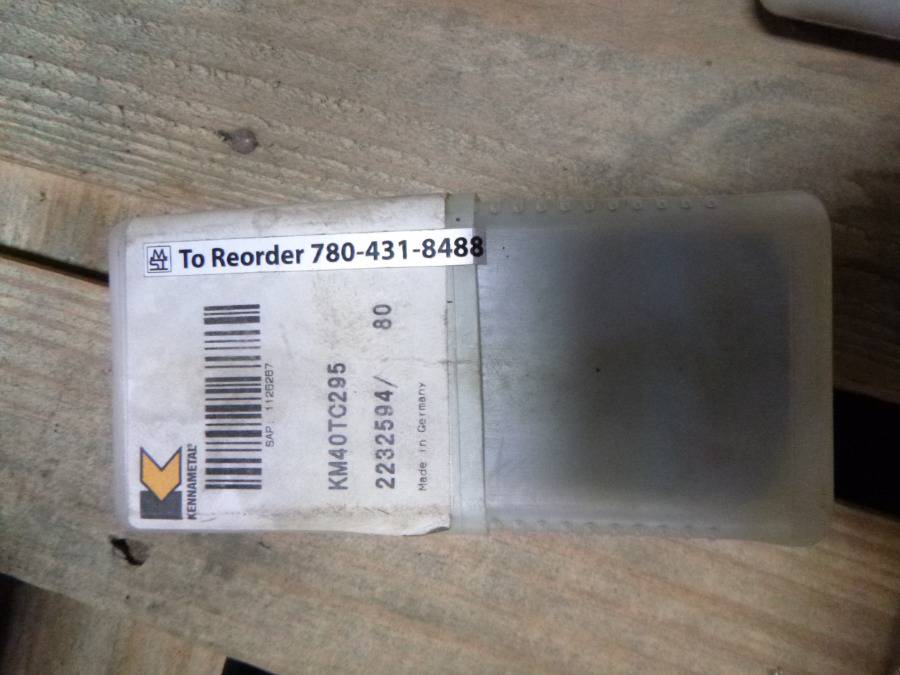 To Reorder 780-431-8488
SAP: 1126267
KM40TC295
2232594/ 80
Made in Germany
KENNAMETAL®